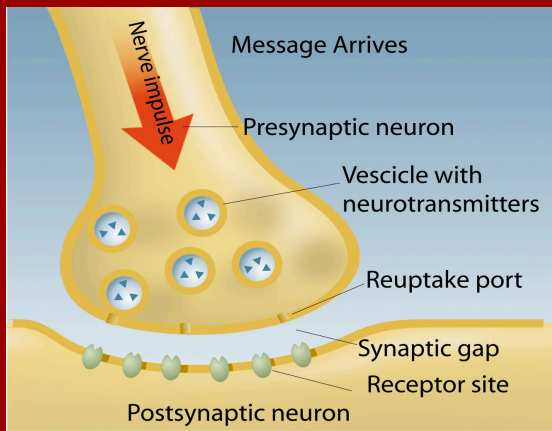 Message Arrives
Nerve impulse
Presynaptic neuron
Vescicle with
neurotransmitters
Reuptake port
Synaptic gap
Receptor site
Postsynaptic neuron